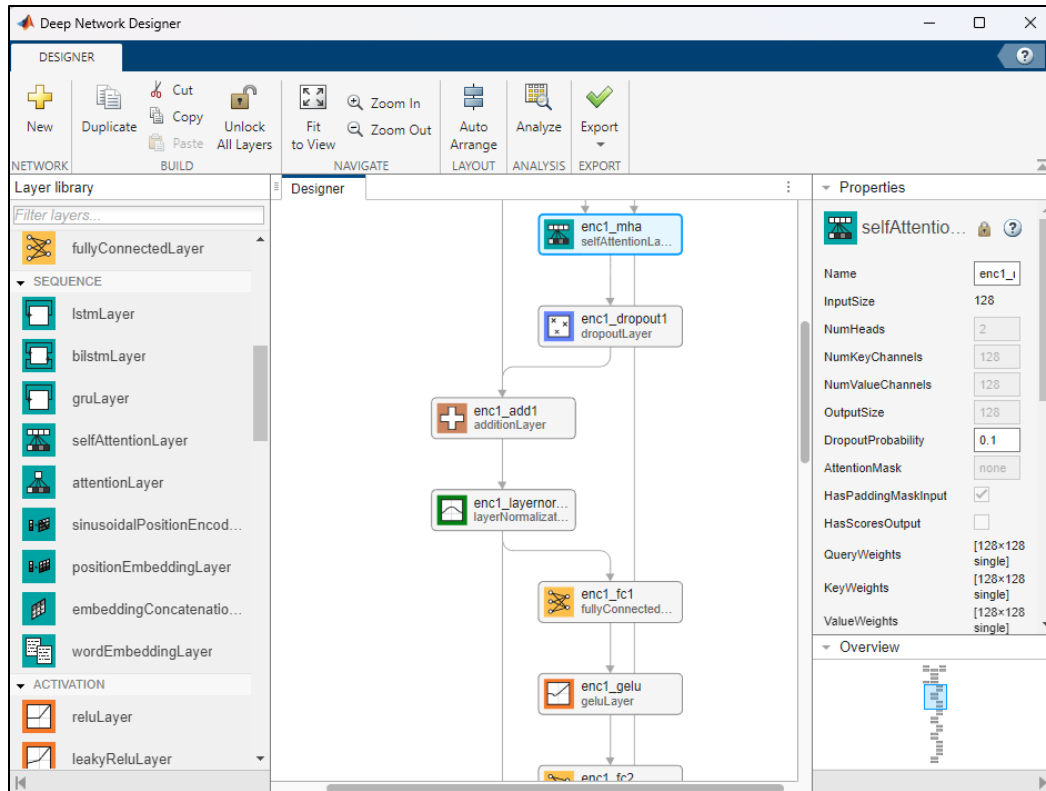 Deep Network Designer
DESIGNER
New
Duplicate
Cut
Copy
Paste
Unlock
All Layers
Fit
to View
Zoom In
Zoom Out
Auto
Arrange
Analyze
Export
NETWORK
BUILD
NAVIGATE
LAYOUT
ANALYSIS
EXPORT
Layer library
Filter layers...
fullyConnectedLayer
SEQUENCE
lstmLayer
bilstmLayer
gruLayer
selfAttentionLayer
attentionLayer
sinusoidalPositionEncod...
positionEmbeddingLayer
embeddingConcatenatio...
wordEmbeddingLayer
ACTIVATION
reluLayer
leakyReluLayer
Designer
enc1_mha
selfAttentionLa...
enc1_dropout1
dropoutLayer
enc1_add1
additionLayer
enc1_layernor...
layerNormalizat...
enc1_fc1
fullyConnected...
enc1_gelu
geluLayer
enc1_fc2
Properties
selfAttentio...
Name
enc1_
InputSize
128
NumHeads
2
NumKeyChannels
128
NumValueChannels
128
OutputSize
128
DropoutProbability
0.1
AttentionMask
none
HasPaddingMaskInput
HasScoresOutput
QueryWeights
[128×128
single]
KeyWeights
[128×128
single]
ValueWeights
[128×128
single]
Overview